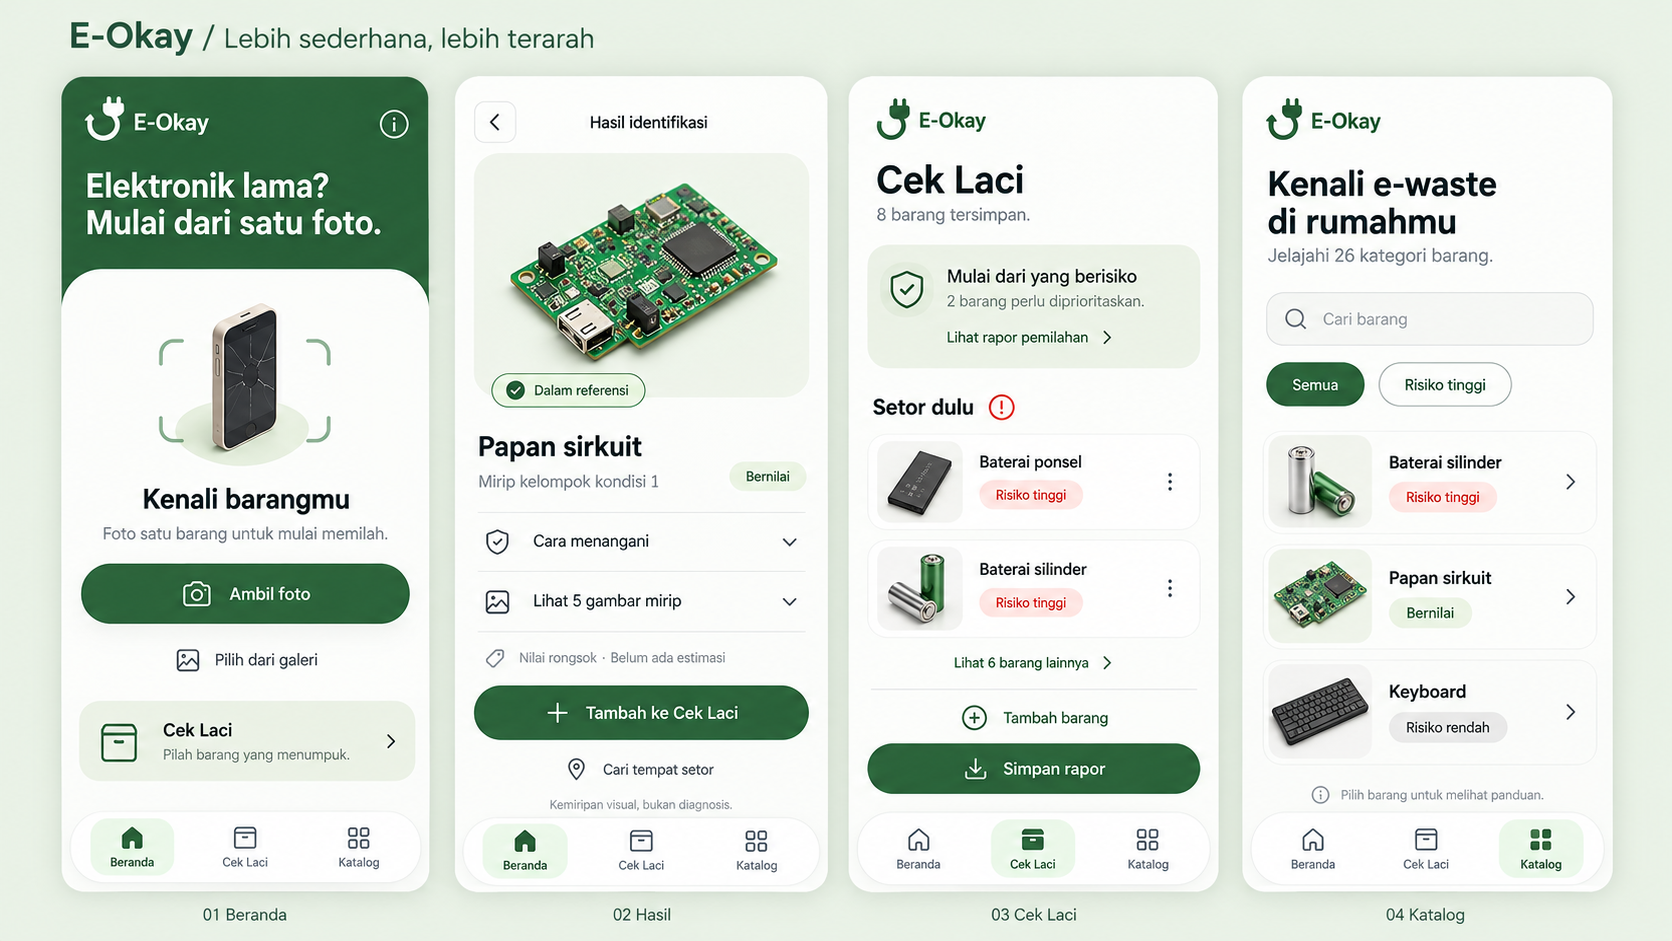 E-Okay / Lebih sederhana, lebih terarah
E-Okay
Elektronik lama?
Mulai dari satu foto.
Kenali barangmu
Foto satu barang untuk mulai memilah.
Ambil foto
Pilih dari galeri
Cek Laci
Pilah barang yang menumpuk.
Beranda
Cek Laci
Katalog
01 Beranda
Hasil identifikasi
Dalam referensi
Papan sirkuit
Mirip kelompok kondisi 1
Bernilai
Cara menangani
Lihat 5 gambar mirip
Nilai rongsok · Belum ada estimasi
Tambah ke Cek Laci
Cari tempat setor
Kemiripan visual, bukan diagnosis.
Beranda
Cek Laci
Katalog
02 Hasil
E-Okay
Cek Laci
8 barang tersimpan.
Mulai dari yang berisiko
2 barang perlu diprioritaskan.
Lihat rapor pemilahan
Setor dulu
Baterai ponsel
Risiko tinggi
Baterai silinder
Risiko tinggi
Lihat 6 barang lainnya
Tambah barang
Simpan rapor
Beranda
Cek Laci
Katalog
03 Cek Laci
E-Okay
Kenali e-waste
di rumahmu
Jelajahi 26 kategori barang.
Cari barang
Semua
Risiko tinggi
Baterai silinder
Risiko tinggi
Papan sirkuit
Bernilai
Keyboard
Risiko rendah
Pilih barang untuk melihat panduan.
Beranda
Cek Laci
Katalog
04 Katalog